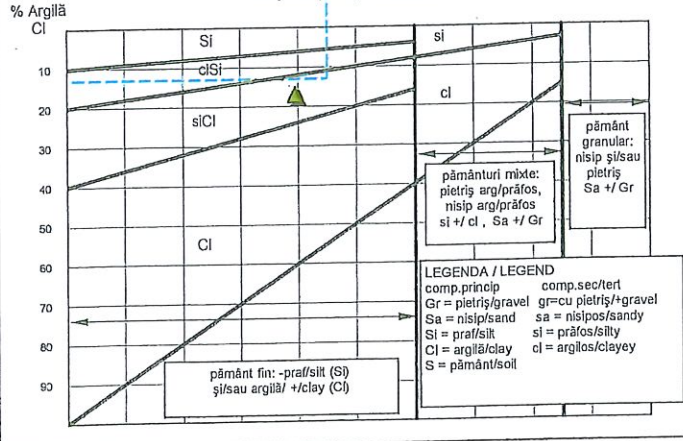 % Argilă
Cl
Si
si
clSi
10
20
siCl
cl
30
40
Cl
50
60
70
80
90
pământ
granular:
nisip şi/sau
pietriş
Sa +/ Gr
pământuri mixte:
pietriş arg/prăfos,
nisip arg/prăfos
si +/ cl , Sa +/ Gr
LEGENDA / LEGEND
comp.princip comp.sec/tert
Gr = pietriş/gravel gr=cu pietriş/+gravel
Sa = nisip/sand sa = nisipos/sandy
Si = praf/silt si = prăfos/silty
Cl = argilă/clay cl = argilos/clayey
S = pământ/soil
pământ fin: -praf/silt (Si)
şi/sau argilă/ +/clay (Cl)